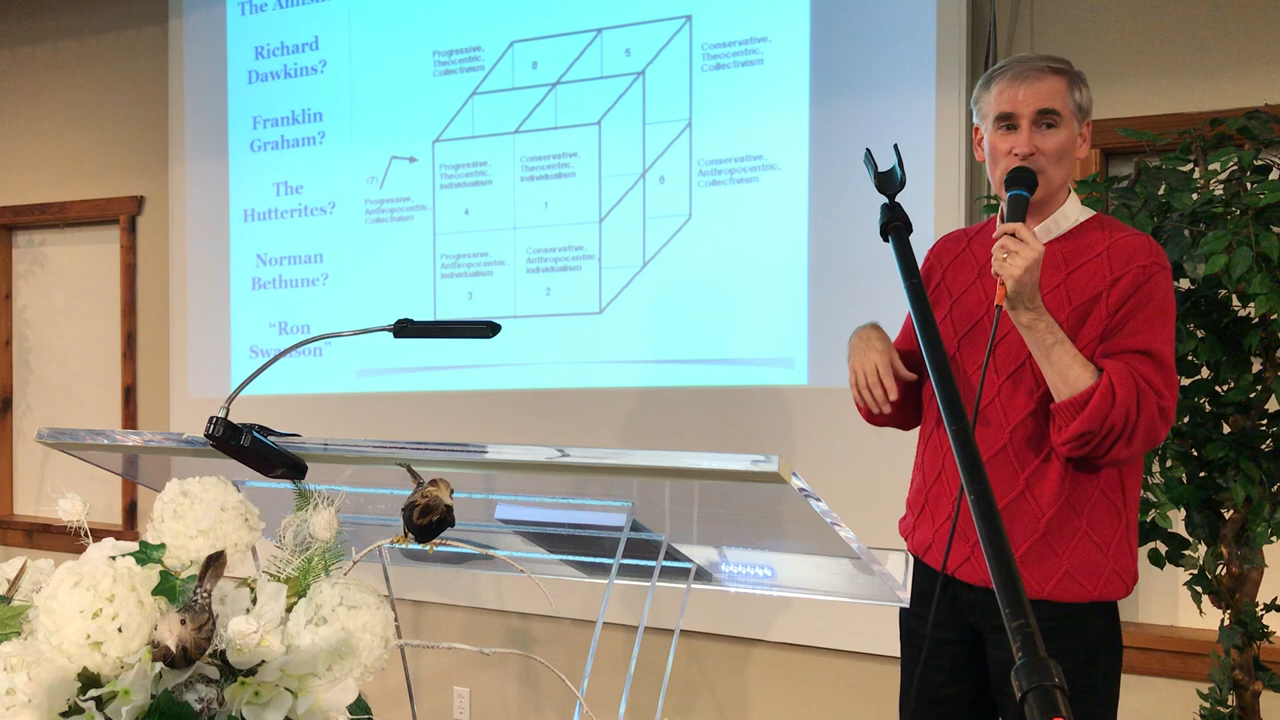 The Amish?
Richard
Dawkins?
Franklin
Graham?
The
Hutterites?
Norman
Bethune?
“Ron
Swanson”
Progressive,
Theocentric,
Collectivism
8
5
Conservative,
Theocentric,
Collectivism
(7)
Progressive,
Anthropocentric,
Collectivism
Progressive,
Theocentric,
Individualism
4
Conservative,
Theocentric,
Individualism
1
Progressive,
Anthropocentric,
Individualism
3
Conservative,
Anthropocentric,
Individualism
2
6
Conservative,
Anthropocentric,
Collectivism